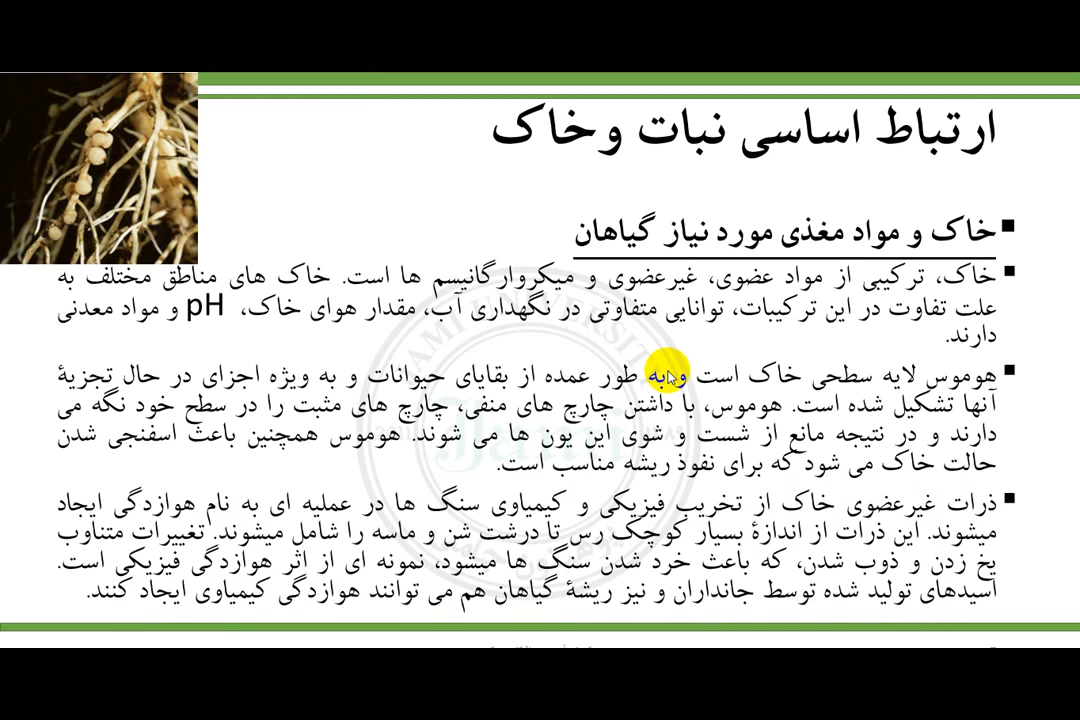 ارتباط اساسی نبات وخاک
خاک و مواد مغذی مورد نیاز گیاهان
خاک، ترکیبی از مواد عضوی، غیرعضوی و میکروارگانیسم ها است. خاک های مناطق مختلف به
علت تفاوت در این ترکیبات، توانایی متفاوتی در نگهداری آب، مقدار هوای خاک، pH و مواد معدنی
دارند.
هوموس لایه سطحی خاک است و به طور عمده از بقایای حیوانات و به ویژه اجزای در حال تجزیۀ
آنها تشکیل شده است. هوموس، با داشتن چارچ های منفی، چارچ های مثبت را در سطح خود نگه می
دارند و در نتیجه مانع از شست و شوی این یون ها می شوند. هوموس همچنین باعث اسفنجی شدن
حالت خاک می شود که برای نفوذ ریشه مناسب است.
ذرات غیرعضوی خاک از تخریب فیزیکی و کیمیاوی سنگ ها در عملیه ای به نام هوازدگی ایجاد
میشوند. این ذرات از اندازۀ بسیار کوچک رس تا درشت شن و ماسه را شامل میشوند. تغییرات متناوب
یخ زدن و ذوب شدن، که باعث خرد شدن سنگ ها میشود، نمونه ای از اثر هوازدگی فیزیکی است.
اسیدهای تولید شده توسط جانداران و نیز ریشۀ گیاهان هم می توانند هوازدگی کیمیاوی ایجاد کنند.